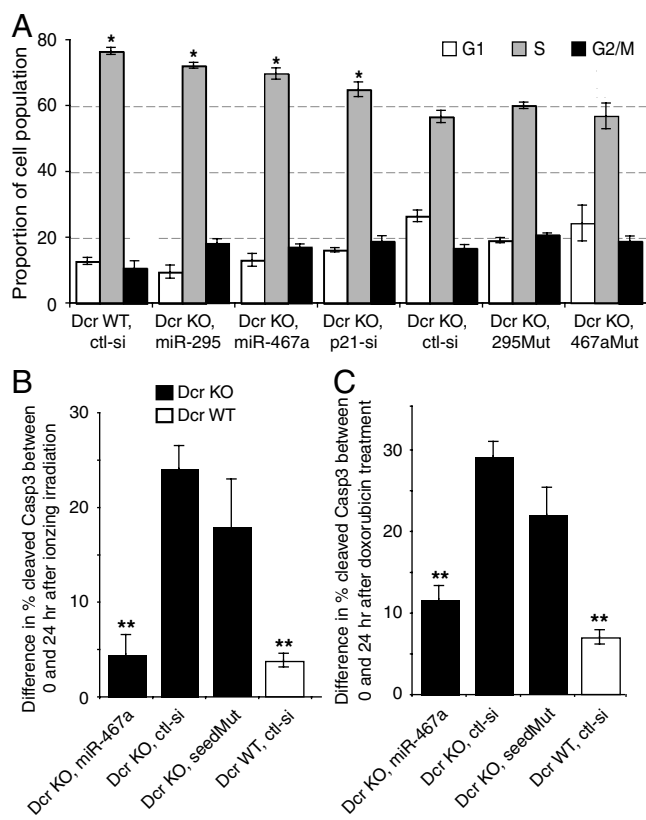 A
Proportion of cell population
80
60
40
20
0
G1
S
G2/M
*
*
*
*
Dcr WT, ctl-si
Dcr KO, miR-295
Dcr KO, miR-467a
Dcr KO, p21-si
Dcr KO, ctl-si
Dcr KO, 295Mut
Dcr KO, 467aMut
B
Dcr KO
Dcr WT
Difference in % cleaved Casp3 between
0 and 24 hr after ionzing irradiation
30
20
10
0
**
**
Dcr KO, miR-467a
Dcr KO, ctl-si
Dcr KO, seedMut
Dcr WT, ctl-si
C
Difference in % cleaved Casp3 between
0 and 24 hr after doxorubicin treatment
30
20
10
0
**
**
Dcr KO, miR-467a
Dcr KO, ctl-si
Dcr KO, seedMut
Dcr WT, ctl-si